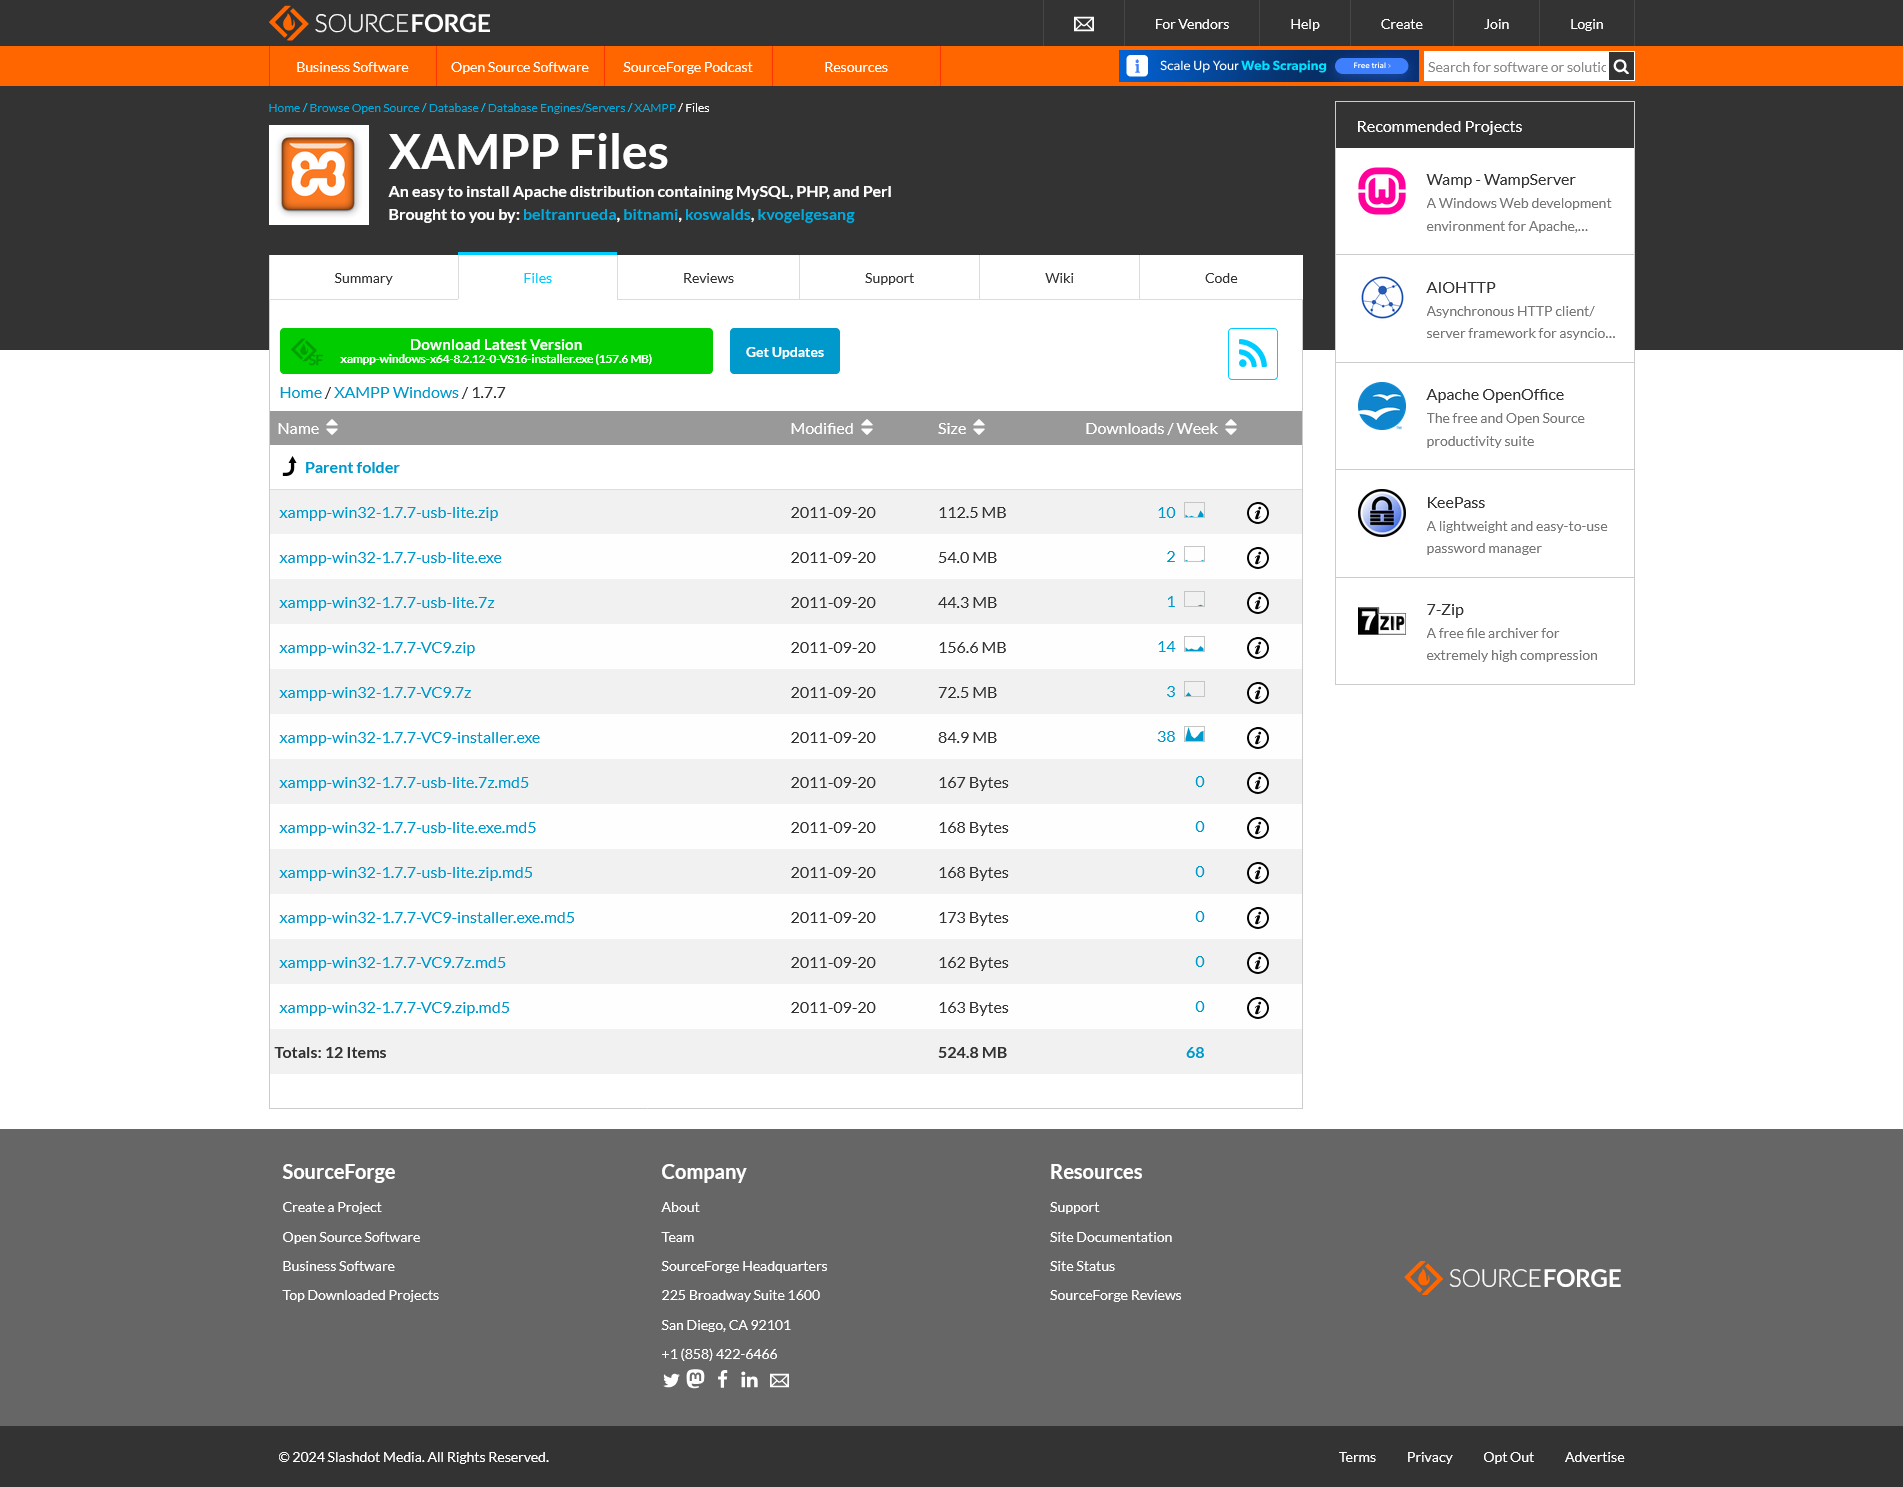 SOURCEFORGE
For Vendors
Help
Create
Join
Login
Business Software
Open Source Software
SourceForge Podcast
Resources
Scale Up Your Web Scraping
Free trial ›
Search for software or solutic
Home / Browse Open Source / Database / Database Engines/Servers / XAMPP / Files
XAMPP Files
An easy to install Apache distribution containing MySQL, PHP, and Perl
Brought to you by: beltranrueda, bitnami, koswalds, kvogelgesang
Summary
Files
Reviews
Support
Wiki
Code
SF
Download Latest Version
xampp-windows-x64-8.2.12-0-VS16-installer.exe (157.6 MB)
Get Updates
Home / XAMPP Windows / 1.7.7
Name Modified Size Downloads / Week
Parent folder
xampp-win32-1.7.7-usb-lite.zip 2011-09-20 112.5 MB 10
xampp-win32-1.7.7-usb-lite.exe 2011-09-20 54.0 MB 2
xampp-win32-1.7.7-usb-lite.7z 2011-09-20 44.3 MB 1
xampp-win32-1.7.7-VC9.zip 2011-09-20 156.6 MB 14
xampp-win32-1.7.7-VC9.7z 2011-09-20 72.5 MB 3
xampp-win32-1.7.7-VC9-installer.exe 2011-09-20 84.9 MB 38
xampp-win32-1.7.7-usb-lite.7z.md5 2011-09-20 167 Bytes 0
xampp-win32-1.7.7-usb-lite.exe.md5 2011-09-20 168 Bytes 0
xampp-win32-1.7.7-usb-lite.zip.md5 2011-09-20 168 Bytes 0
xampp-win32-1.7.7-VC9-installer.exe.md5 2011-09-20 173 Bytes 0
xampp-win32-1.7.7-VC9.7z.md5 2011-09-20 162 Bytes 0
xampp-win32-1.7.7-VC9.zip.md5 2011-09-20 163 Bytes 0
Totals: 12 Items 524.8 MB 68
Recommended Projects
Wamp - WampServer
A Windows Web development
environment for Apache,...
AIOHTTP
Asynchronous HTTP client/
server framework for asyncio...
Apache OpenOffice
The free and Open Source
productivity suite
KeePass
A lightweight and easy-to-use
password manager
7ZIP
7-Zip
A free file archiver for
extremely high compression
SourceForge
Create a Project
Open Source Software
Business Software
Top Downloaded Projects
Company
About
Team
SourceForge Headquarters
225 Broadway Suite 1600
San Diego, CA 92101
+1 (858) 422-6466
Resources
Support
Site Documentation
Site Status
SourceForge Reviews
SOURCEFORGE
© 2024 Slashdot Media. All Rights Reserved.
Terms
Privacy
Opt Out
Advertise